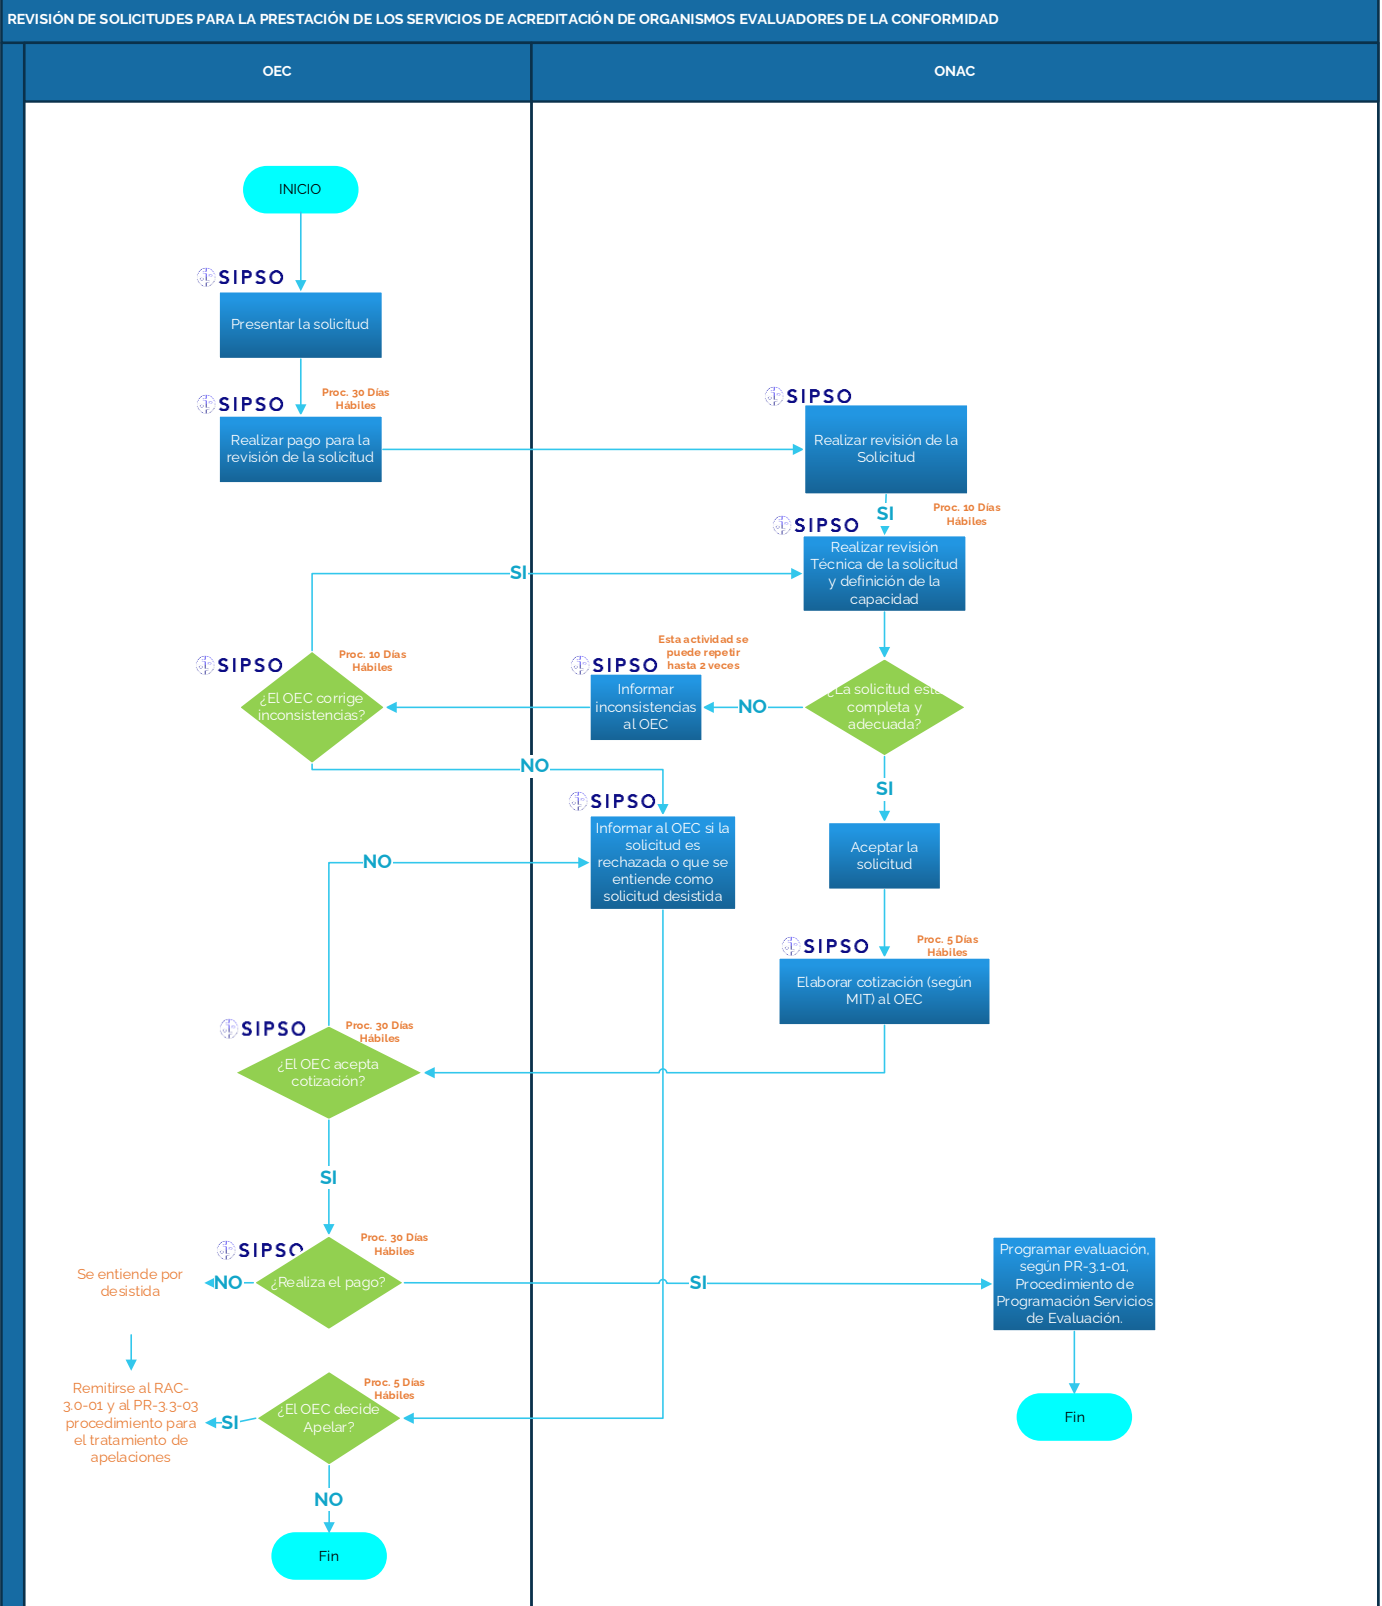 REVISIÓN DE SOLICITUDES PARA LA PRESTACIÓN DE LOS SERVICIOS DE ACREDITACIÓN DE ORGANISMOS EVALUADORES DE LA CONFORMIDAD
OEC
ONAC
INICIO
SIPSO
Presentar la solicitud
SIPSO
Proc. 30 Días
Hábiles
Realizar pago para la
revisión de la solicitud
SIPSO
Realizar revisión de la
Solicitud
SI
Proc. 10 Días
Hábiles
SIPSO
Realizar revisión
Técnica de la solicitud
y definición de la
capacidad
SI
SIPSO
Proc. 10 Días
Hábiles
¿El OEC corrige
inconsistencias?
Esta actividad se
puede repetir
hasta 2 veces
SIPSO
Informar
inconsistencias
al OEC
NO
¿La solicitud está
completa y
adecuada?
NO
SI
SIPSO
Informar al OEC si la
solicitud es
rechazada o que se
entiende como
solicitud desistida
Aceptar la
solicitud
NO
SIPSO
Proc. 5 Días
Hábiles
Elaborar cotización (según
MIT) al OEC
SIPSO
Proc. 30 Días
Hábiles
¿El OEC acepta
cotización?
SI
SIPSO
Proc. 30 Días
Hábiles
¿Realiza el pago?
NO
Se entiende por
desistida
SI
Programar evaluación,
según PR-3.1-01,
Procedimiento de
Programación Servicios
de Evaluación.
Proc. 5 Días
Hábiles
¿El OEC decide
Apelar?
SI
Remitirse al RAC-
3.0-01 y al PR-3.3-03
procedimiento para
el tratamiento de
apelaciones
Fin
NO
Fin